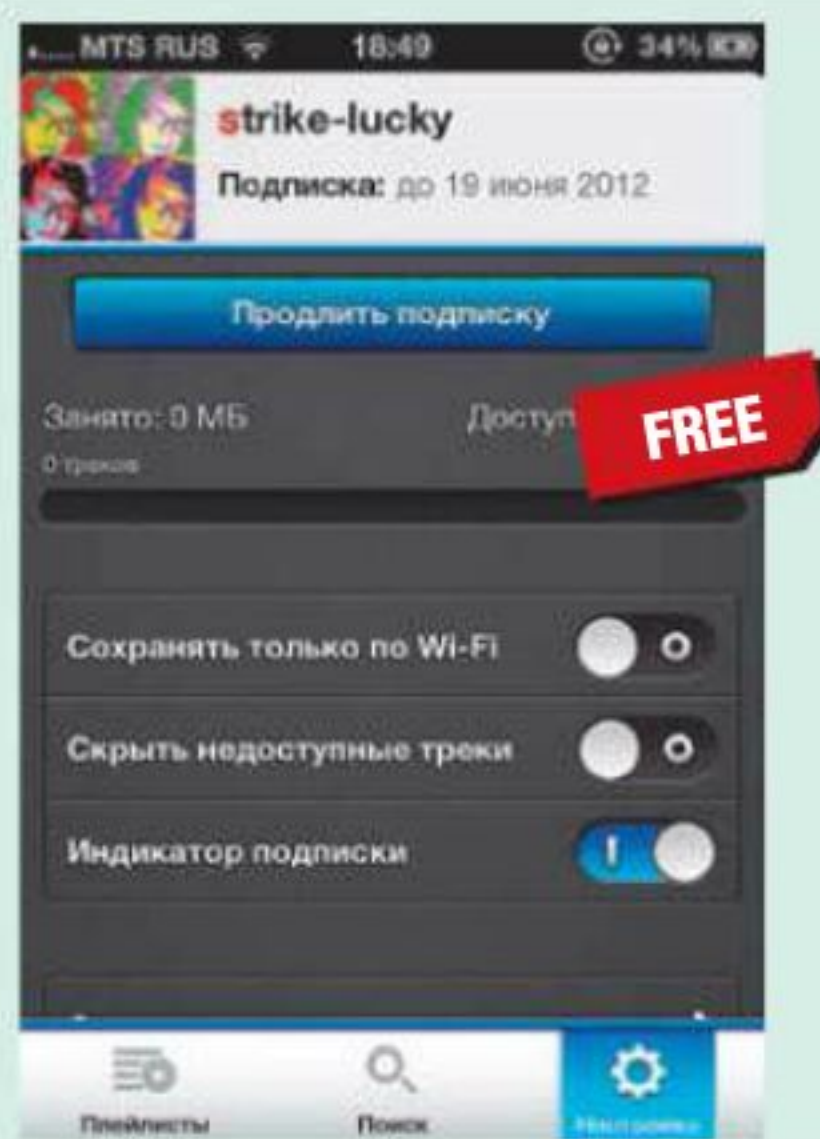 MTS RUS 18:49 34%
strike-lucky
Подписка: до 19 июня 2012
Продлить подписку
Занято: 0 МБ
FREE
0 треков
Сохранять только по Wi-Fi
Скрыть недоступные треки
Индикатор подписки
Плейлисты Поиск Настройки